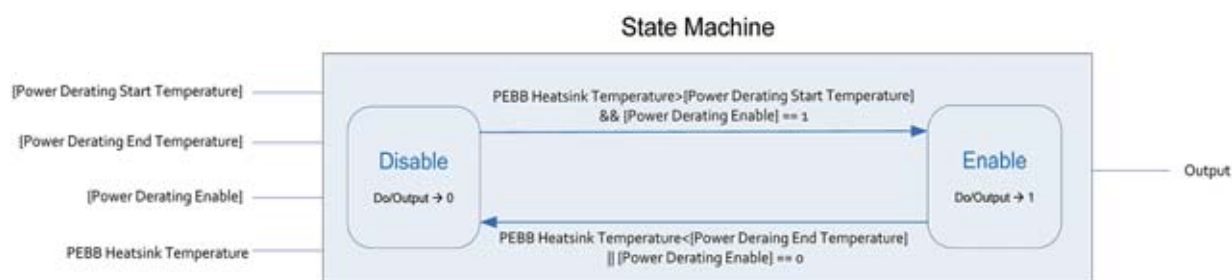 State Machine
[Power Derating Start Temperature]
[Power Derating End Temperature]
[Power Derating Enable]
PEBB Heatsink Temperature
PEBB Heatsink Temperature>[Power Derating Start Temperature]
&& [Power Derating Enable] == 1
Disable
Do/Output → 0
Enable
Do/Output → 1
PEBB Heatsink Temperature<[Power Deraing End Temperature]
|| [Power Derating Enable] == 0
Output